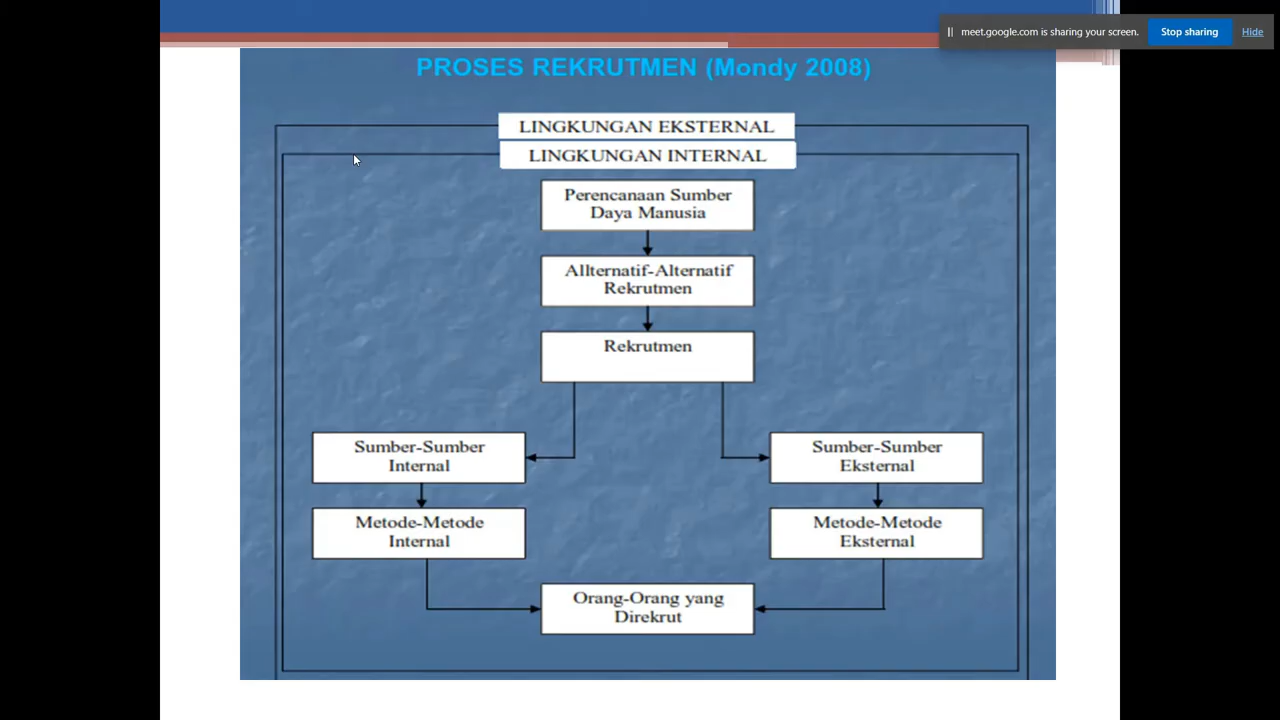 meet.google.com is sharing your screen.
Stop sharing
Hide
PROSES REKRUTMEN (Mondy 2008)
LINGKUNGAN EKSTERNAL
LINGKUNGAN INTERNAL
Perencanaan Sumber
Daya Manusia
Allternatif-Alternatif
Rekrutmen
Rekrutmen
Sumber-Sumber
Internal
Sumber-Sumber
Eksternal
Metode-Metode
Internal
Metode-Metode
Eksternal
Orang-Orang yang
Direkrut